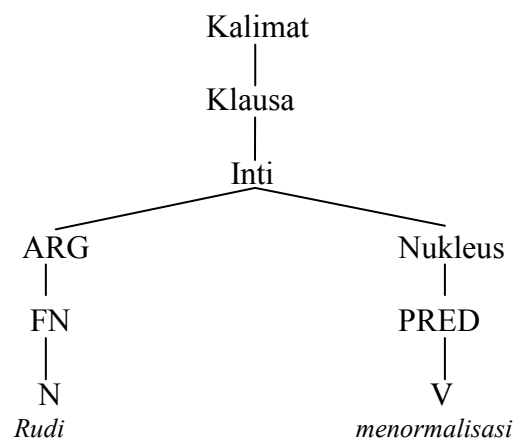 Kalimat
Klausa
Inti
ARG Nukleus
FN PRED
N V
Rudi menormalisasi